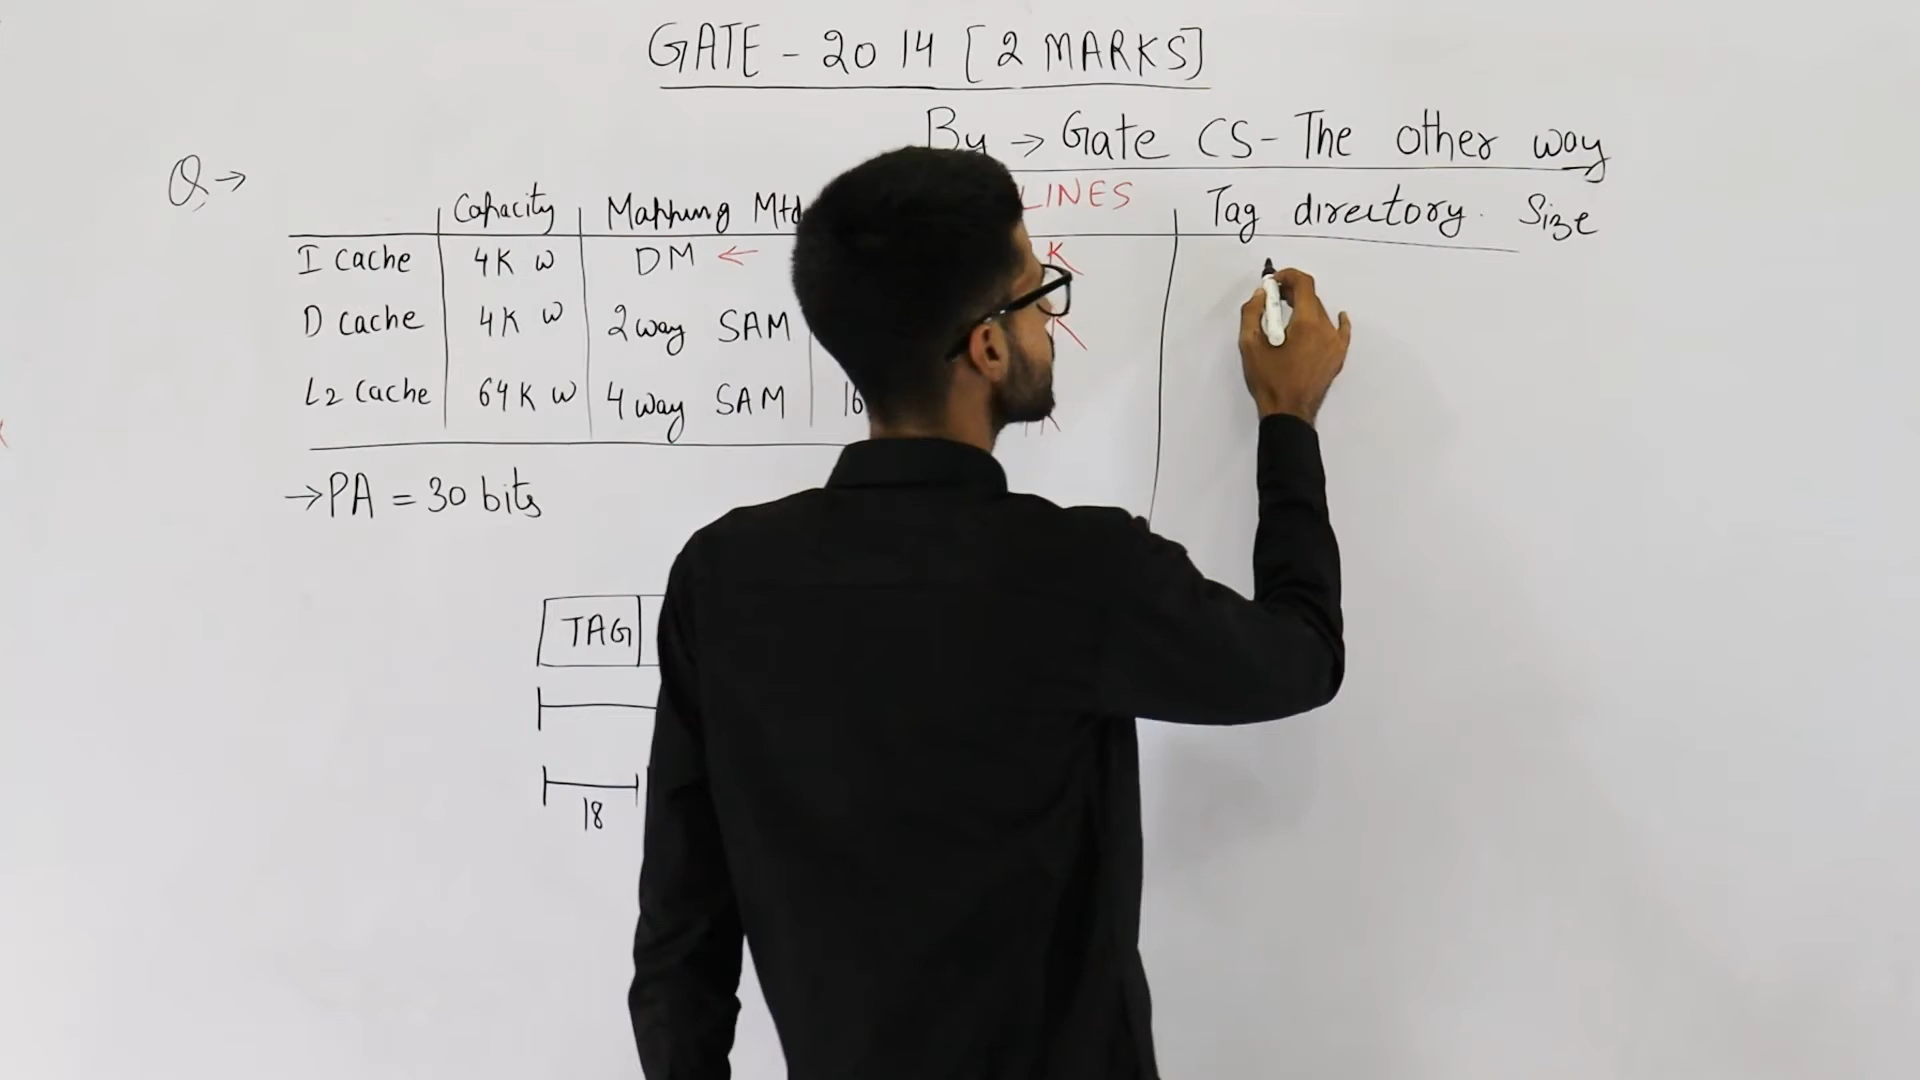 GATE - 2014 [2 MARKS]
By → Gate CS - The other way
Q →
Capacity Mapping Mtd LINES Tag directory Size
I cache 4K W DM ← K
D cache 4K W 2 way SAM K
L2 cache 64K W 4 way SAM 16 K
→ PA = 30 bits
TAG
18